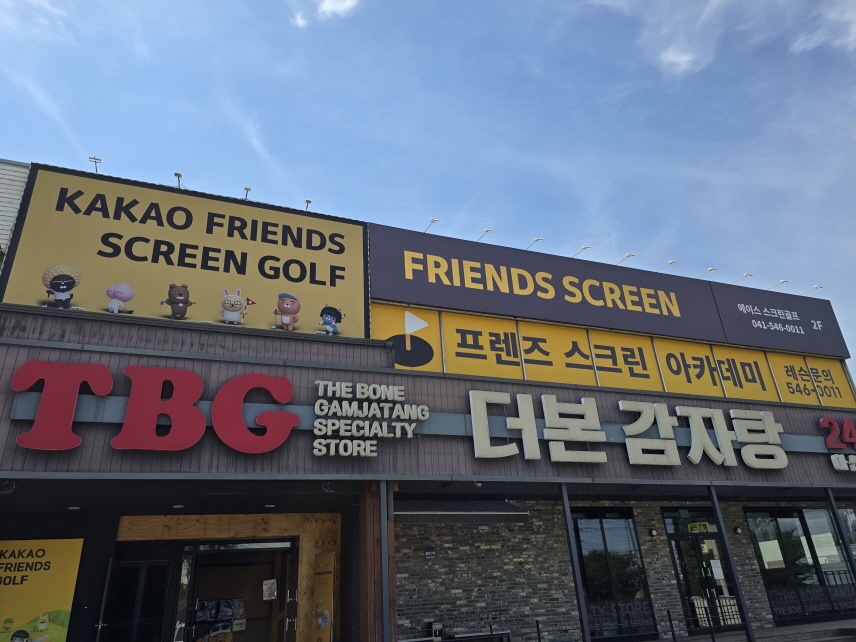 KAKAO FRIENDS
SCREEN GOLF
FRIENDS SCREEN
에이스 스크린골프 2F
041-546-0011
프렌즈 스크린 아카데미
레슨문의
546-0011
TBG
THE BONE
GAMJATANG
SPECIALTY
STORE
더본 감자탕
24
KAKAO
FRIENDS
GOLF